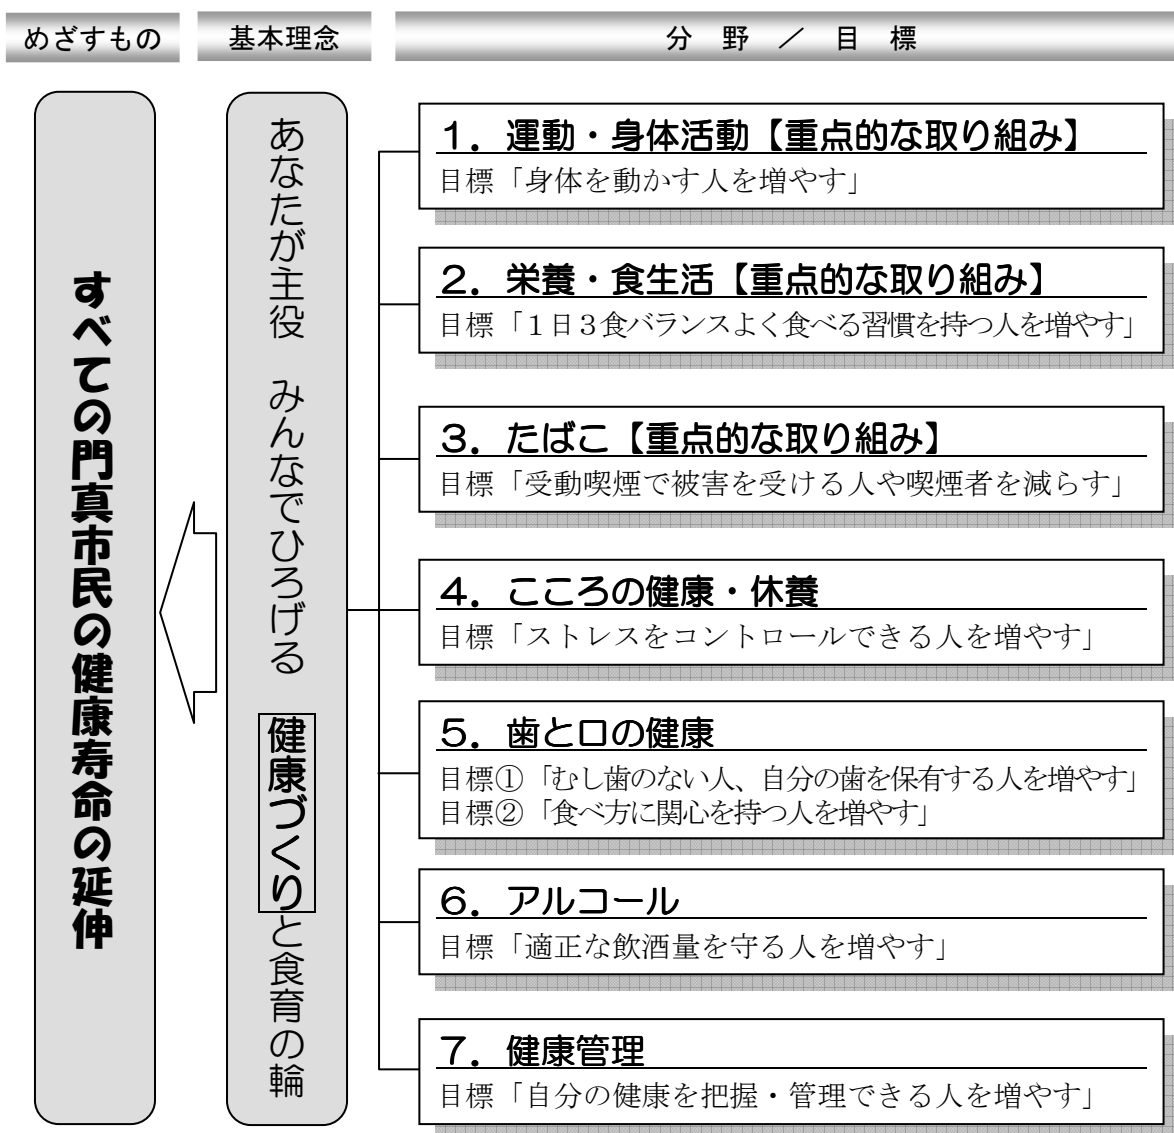 めざすもの
基本理念
分 野 ／ 目 標
すべての門真市民の健康寿命の延伸
あなたが主役 みんなでひろげる 健康づくりと食育の輪
１．運動・身体活動【重点的な取り組み】
目標「身体を動かす人を増やす」
２．栄養・食生活【重点的な取り組み】
目標「１日３食バランスよく食べる習慣を持つ人を増やす」
３．たばこ【重点的な取り組み】
目標「受動喫煙で被害を受ける人や喫煙者を減らす」
４．こころの健康・休養
目標「ストレスをコントロールできる人を増やす」
５．歯と口の健康
目標①「むし歯のない人、自分の歯を保有する人を増やす」
目標②「食べ方に関心を持つ人を増やす」
６．アルコール
目標「適正な飲酒量を守る人を増やす」
７．健康管理
目標「自分の健康を把握・管理できる人を増やす」